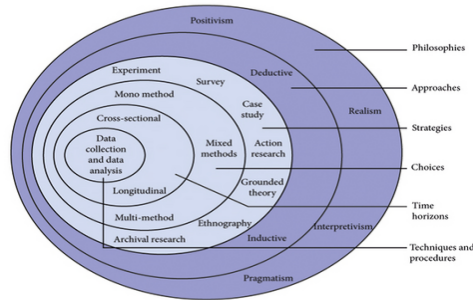 Positivism
Philosophies
Experiment
Deductive
Survey
Approaches
Mono method
Case
study
Realism
Cross-sectional
Strategies
Data
collection
and data
analysis
Mixed
methods
Action
research
Choices
Longitudinal
Grounded
theory
Time
horizons
Multi-method
Ethnography
Interpretivism
Archival research
Inductive
Techniques and
procedures
Pragmatism